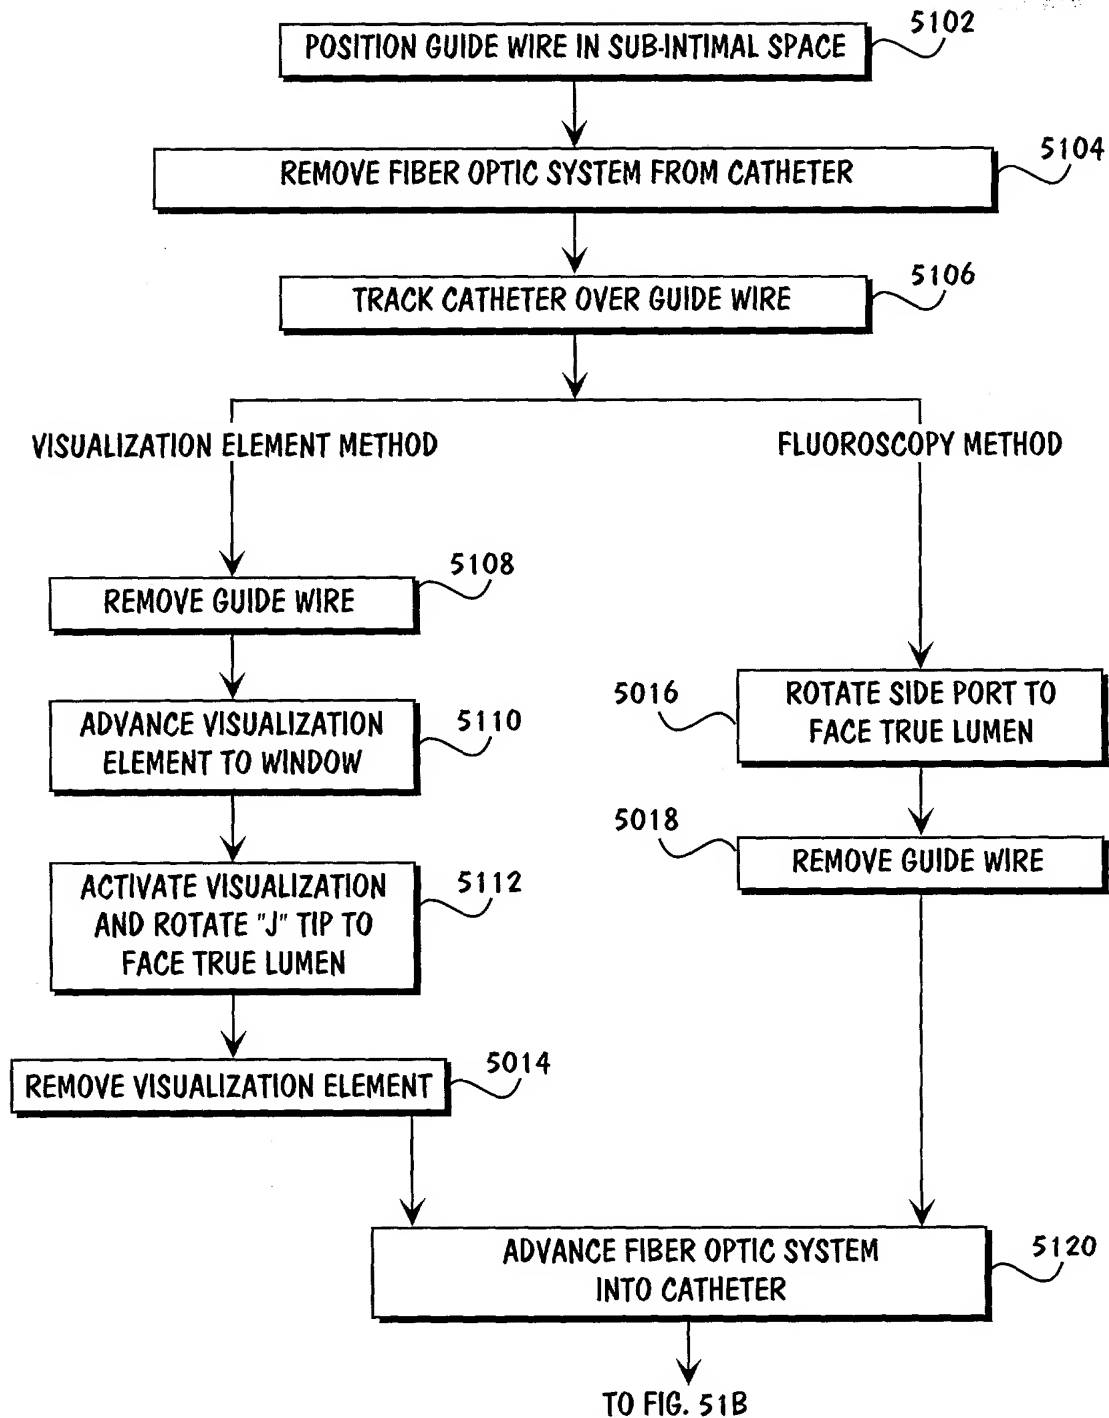 5102
POSITION GUIDE WIRE IN SUB-INTIMAL SPACE
5104
REMOVE FIBER OPTIC SYSTEM FROM CATHETER
5106
TRACK CATHETER OVER GUIDE WIRE
VISUALIZATION ELEMENT METHOD
5108
REMOVE GUIDE WIRE
5110
ADVANCE VISUALIZATION
ELEMENT TO WINDOW
5112
ACTIVATE VISUALIZATION
AND ROTATE "J" TIP TO
FACE TRUE LUMEN
5014
REMOVE VISUALIZATION ELEMENT
FLUOROSCOPY METHOD
5016
ROTATE SIDE PORT TO
FACE TRUE LUMEN
5018
REMOVE GUIDE WIRE
5120
ADVANCE FIBER OPTIC SYSTEM
INTO CATHETER
TO FIG. 51B